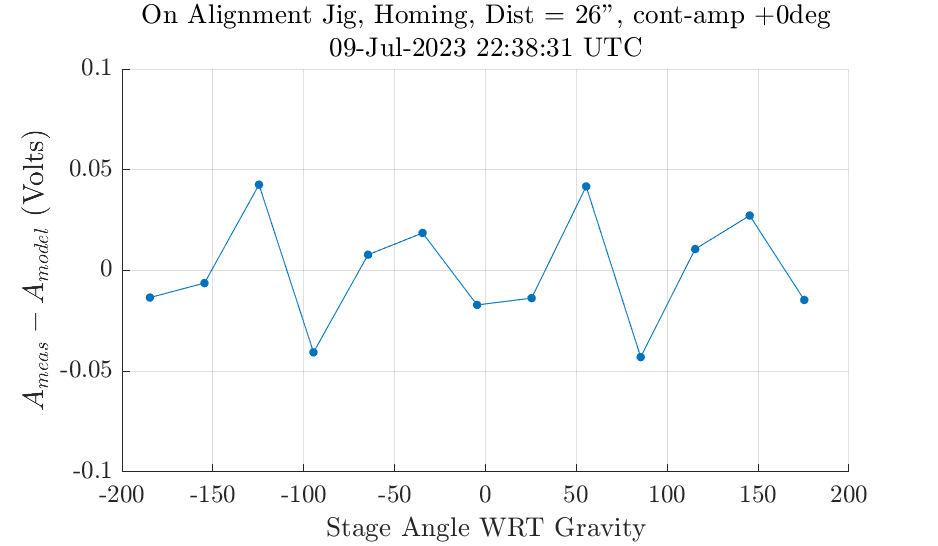 On Alignment Jig, Homing, Dist = 26”, cont-amp +0deg
09-Jul-2023 22:38:31 UTC
A_meas − A_model (Volts)
0.1
0.05
0
-0.05
-0.1
-200 -150 -100 -50 0 50 100 150 200
Stage Angle WRT Gravity